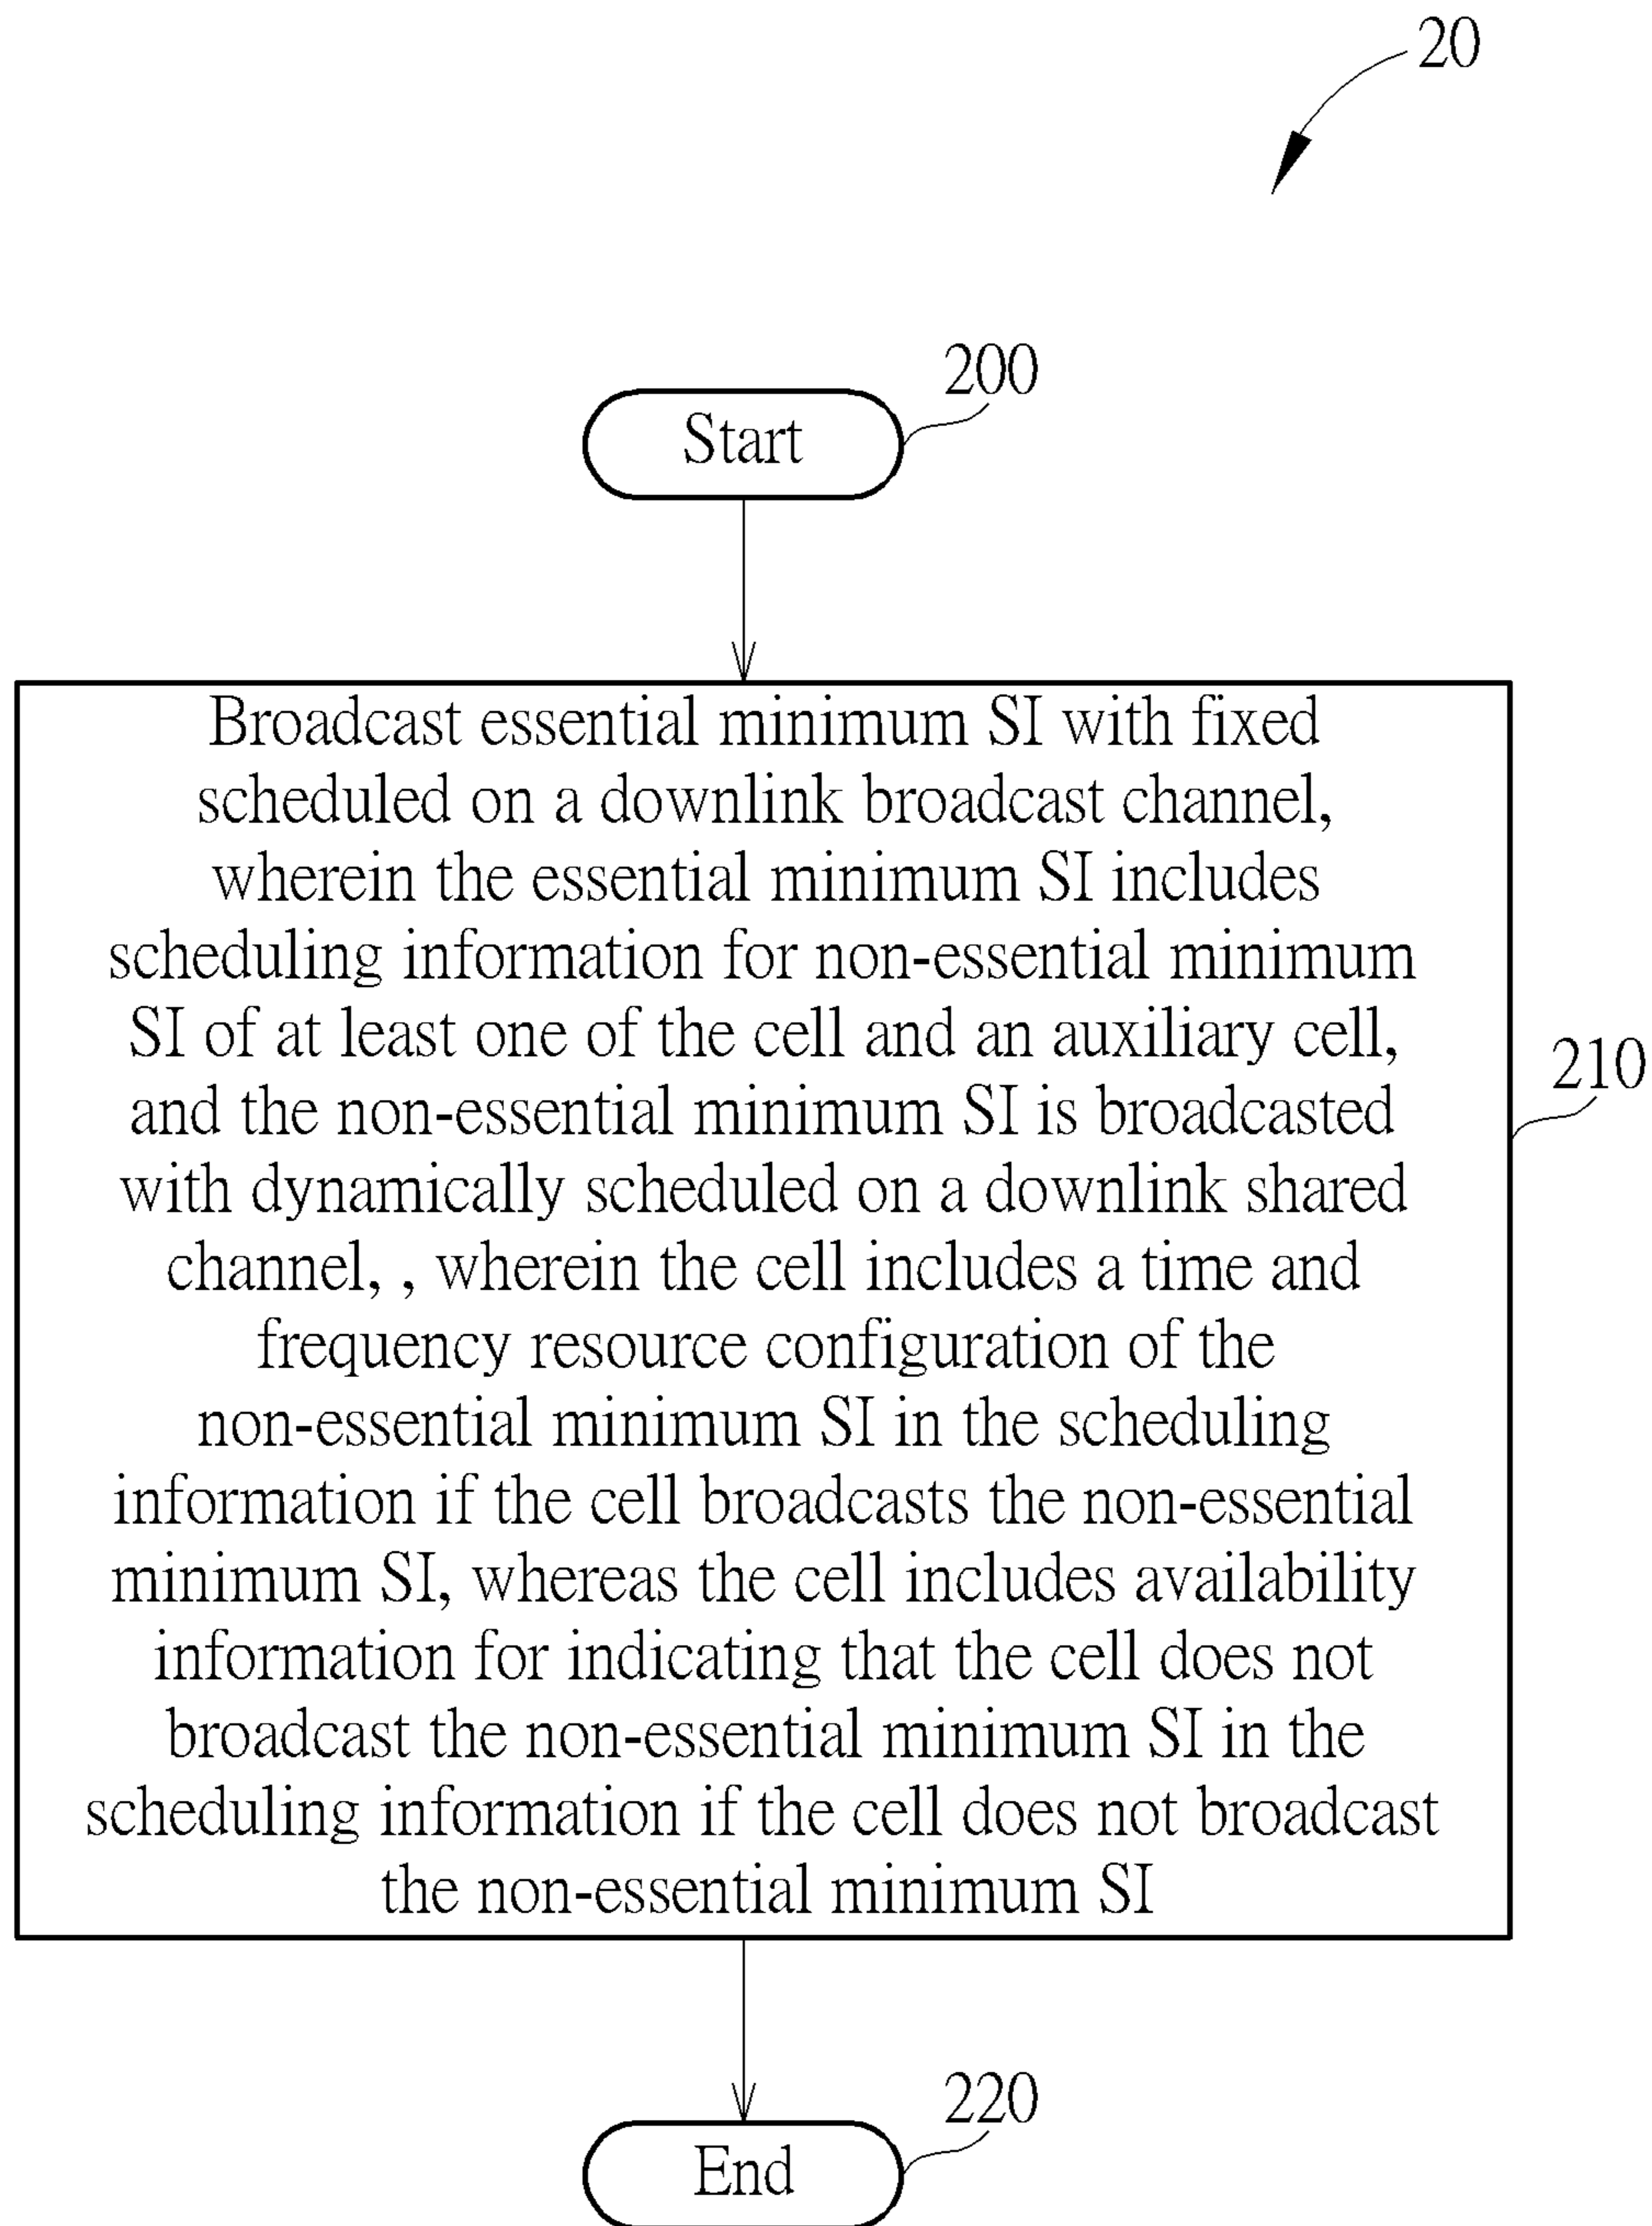 20
200
Start
Broadcast essential minimum SI with fixed
scheduled on a downlink broadcast channel,
wherein the essential minimum SI includes
scheduling information for non-essential minimum
SI of at least one of the cell and an auxiliary cell,
and the non-essential minimum SI is broadcasted
with dynamically scheduled on a downlink shared
channel, , wherein the cell includes a time and
frequency resource configuration of the
non-essential minimum SI in the scheduling
information if the cell broadcasts the non-essential
minimum SI, whereas the cell includes availability
information for indicating that the cell does not
broadcast the non-essential minimum SI in the
scheduling information if the cell does not broadcast
the non-essential minimum SI
210
220
End